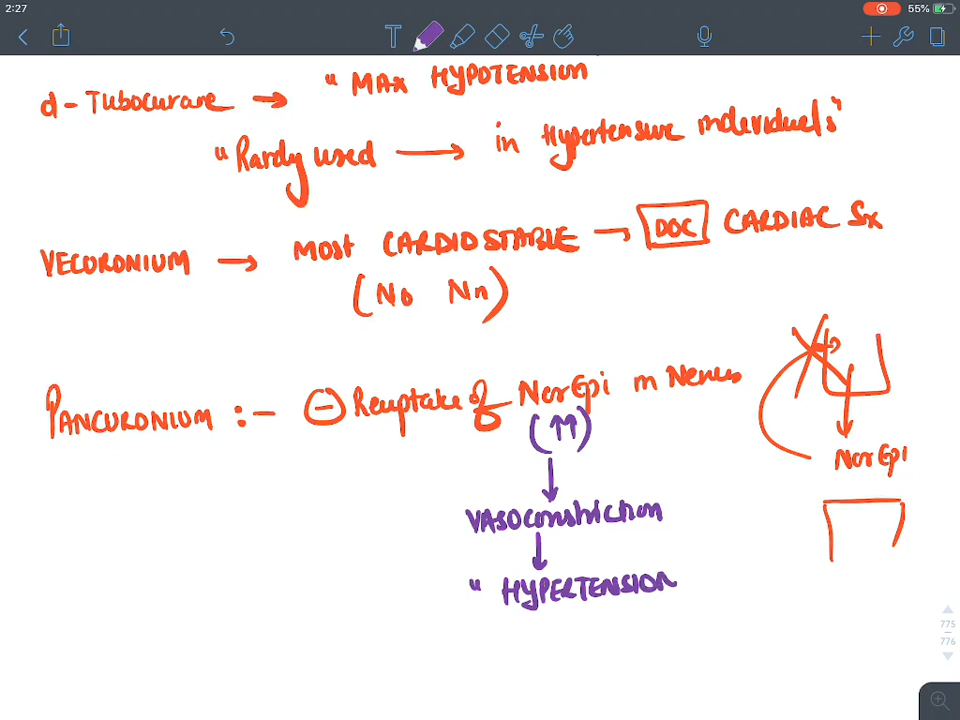 2:27
55%
T
d-Tubocurare → "MAX HYPOTENSION
"Rarely used → in Hypertensive individuals"
VECURONIUM → MOST CARDIOSTABLE → DOC CARDIAC Sx
(No Nn)
PANCURONIUM :- ⊖ Reuptake of NorEpi in Nerves
(↑↑)
NorEpi
↓
VASOconstriction
↓
" HYPERTENSION
775
776